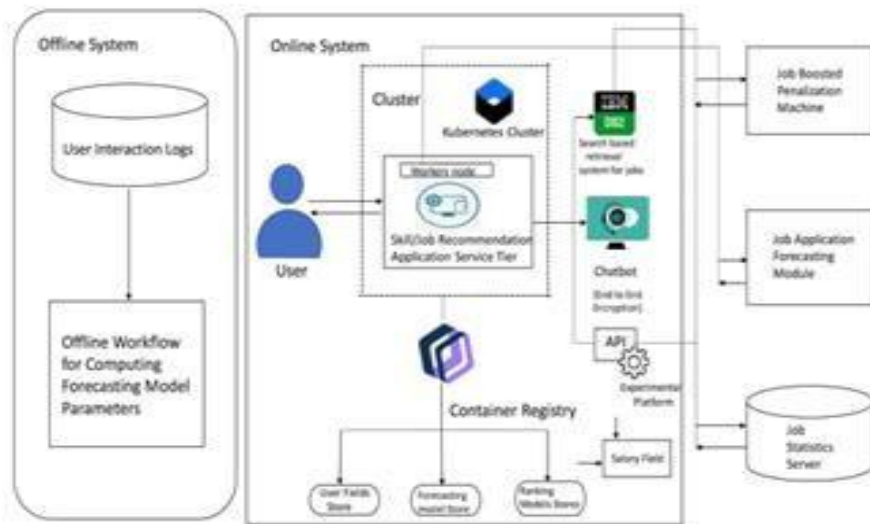 Offline System
User Interaction Logs
Offline Workflow
for Computing
Forecasting Model
Parameters
Online System
Cluster
Kubernetes Cluster
Workers node
Skill/Job Recommendation
Application Service Tier
User
IBM
DB2
Search based
retrieval
system for jobs
Chatbot
(End to End
Encryption)
API
Experimental
Platform
Salary Field
Container Registry
User Fields
Store
Forecasting
model Store
Ranking
Models Stores
Job Boosted
Penalization
Machine
Job Application
Forecasting
Module
Job
Statistics
Server